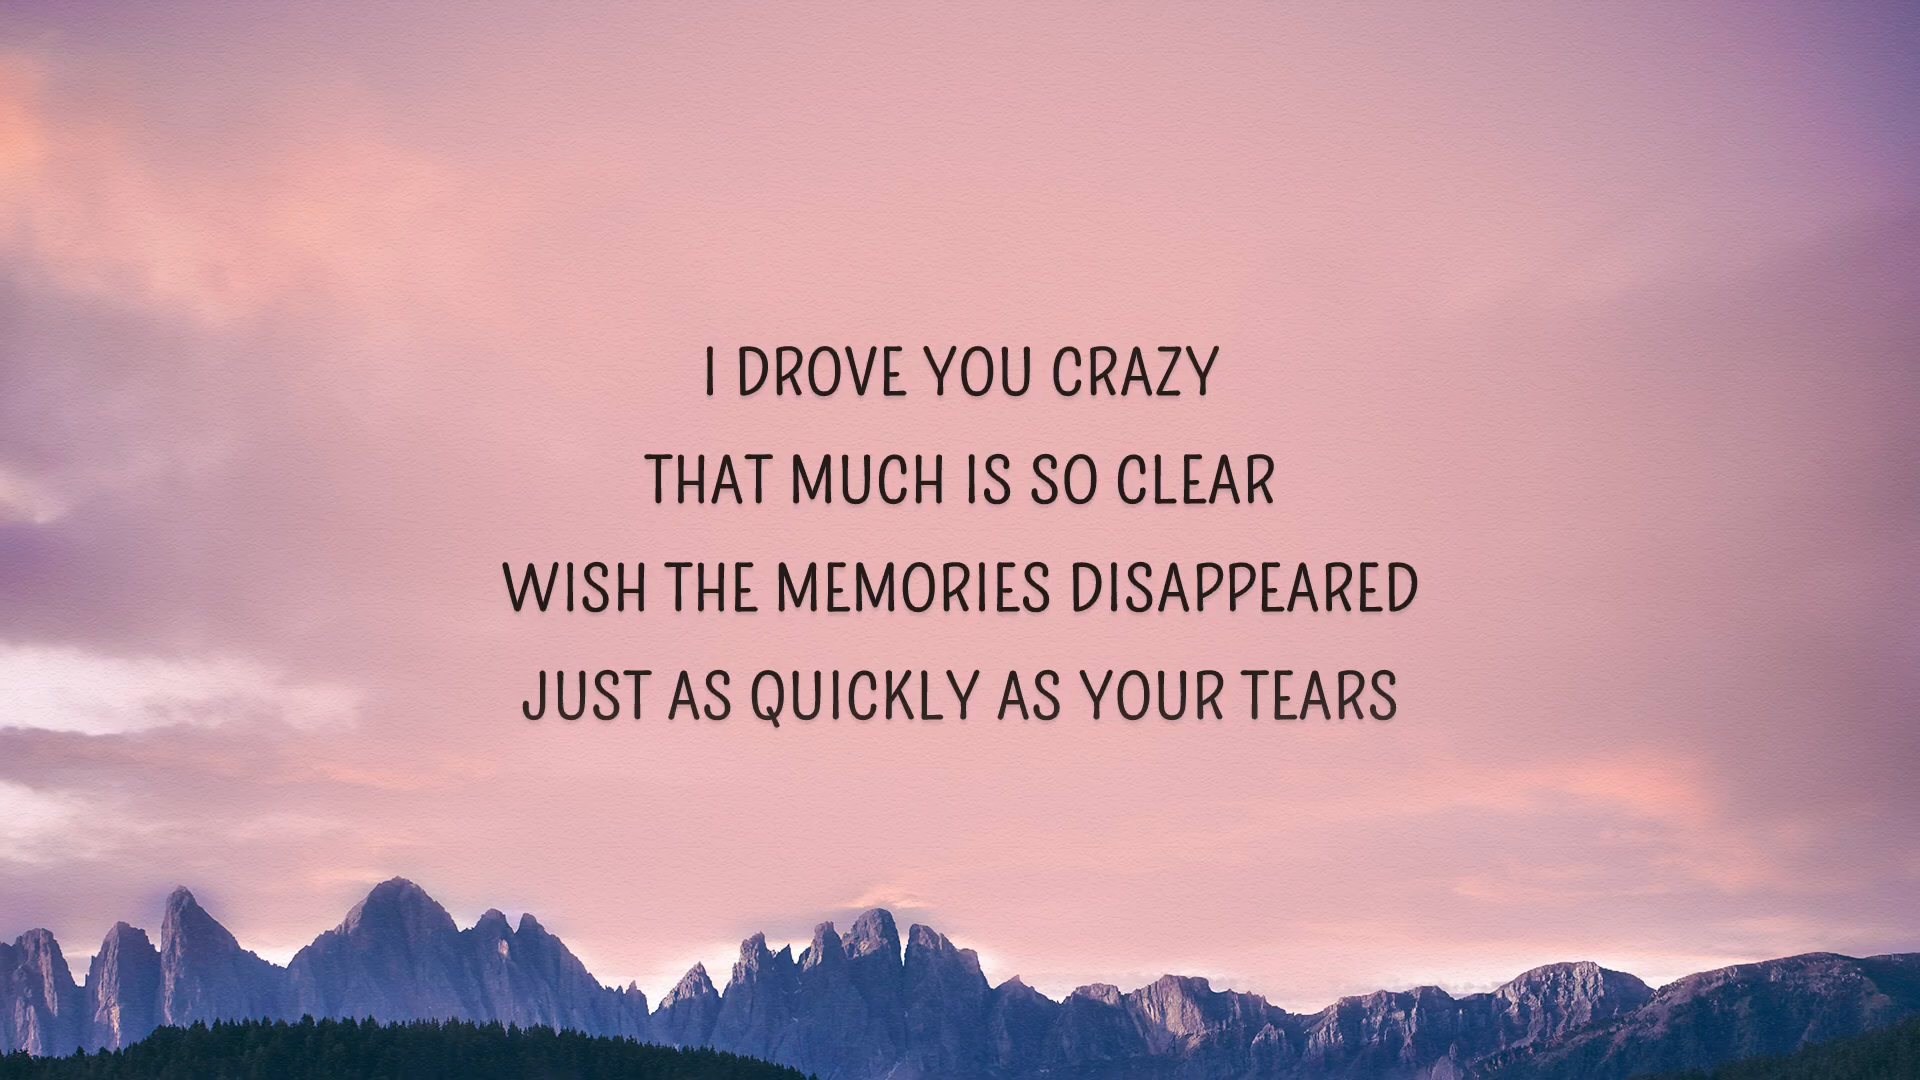 I DROVE YOU CRAZY
THAT MUCH IS SO CLEAR
WISH THE MEMORIES DISAPPEARED
JUST AS QUICKLY AS YOUR TEARS